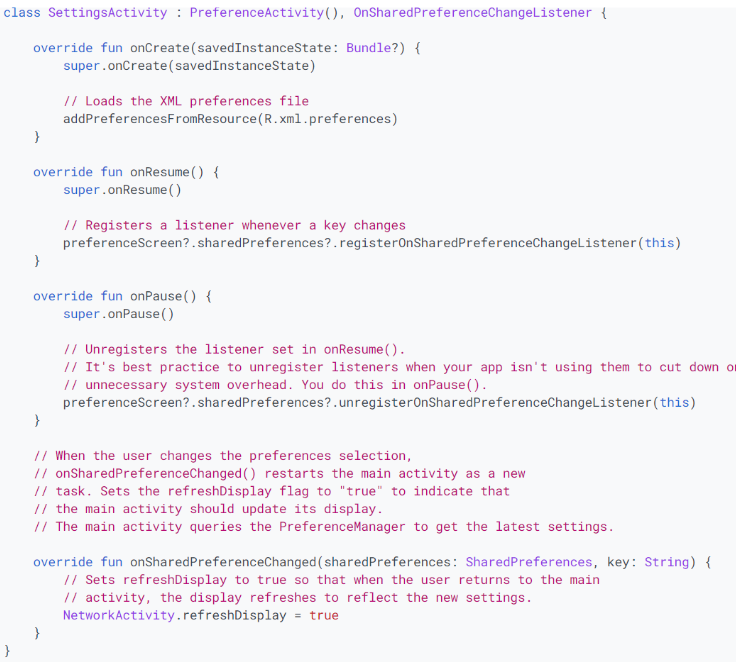 class SettingsActivity : PreferenceActivity(), OnSharedPreferenceChangeListener {
override fun onCreate(savedInstanceState: Bundle?) {
super.onCreate(savedInstanceState)
// Loads the XML preferences file
addPreferencesFromResource(R.xml.preferences)
}
override fun onResume() {
super.onResume()
// Registers a listener whenever a key changes
preferenceScreen?.sharedPreferences?.registerOnSharedPreferenceChangeListener(this)
}
override fun onPause() {
super.onPause()
// Unregisters the listener set in onResume().
// It's best practice to unregister listeners when your app isn't using them to cut down on
// unnecessary system overhead. You do this in onPause().
preferenceScreen?.sharedPreferences?.unregisterOnSharedPreferenceChangeListener(this)
}
// When the user changes the preferences selection,
// onSharedPreferenceChanged() restarts the main activity as a new
// task. Sets the refreshDisplay flag to "true" to indicate that
// the main activity should update its display.
// The main activity queries the PreferenceManager to get the latest settings.
override fun onSharedPreferenceChanged(sharedPreferences: SharedPreferences, key: String) {
// Sets refreshDisplay to true so that when the user returns to the main
// activity, the display refreshes to reflect the new settings.
NetworkActivity.refreshDisplay = true
}
}